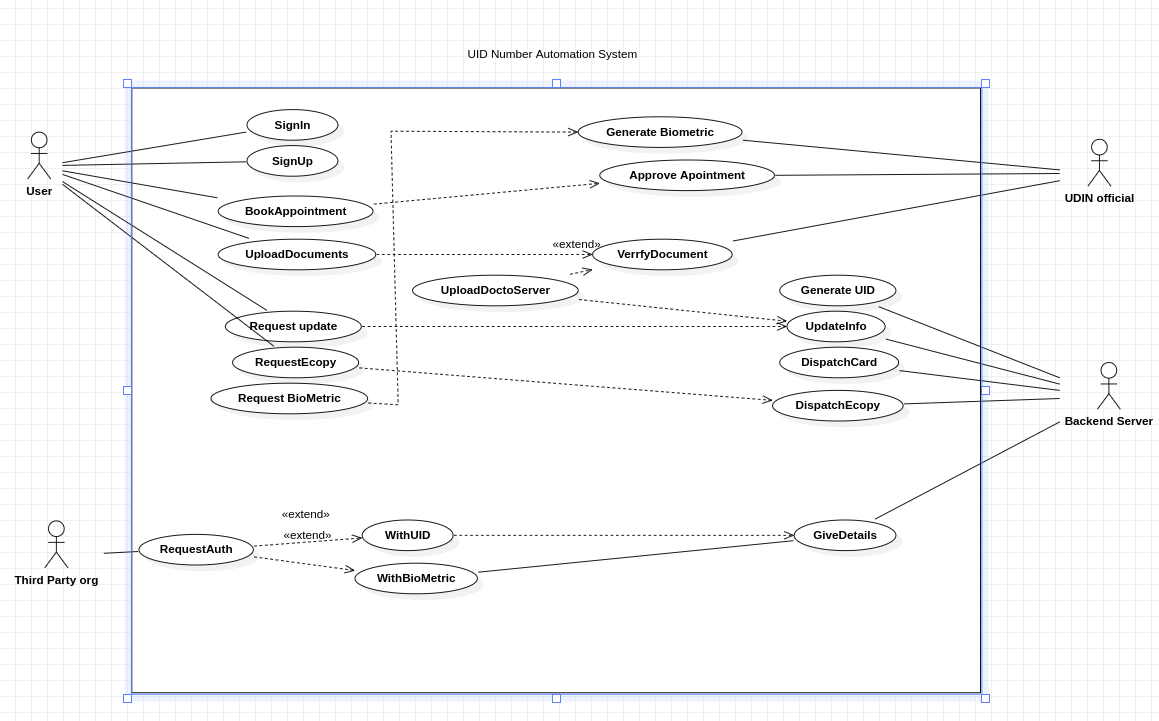 UID Number Automation System
SignIn
Generate Biometric
SignUp
Approve Apointment
User
UDIN official
BookAppointment
«extend»
UploadDocuments
VerrfyDocument
UploadDoctoServer
Generate UID
Request update
UpdateInfo
RequestEcopy
DispatchCard
Request BioMetric
DispatchEcopy
Backend Server
«extend»
«extend»
WithUID
GiveDetails
RequestAuth
Third Party org
WithBioMetric